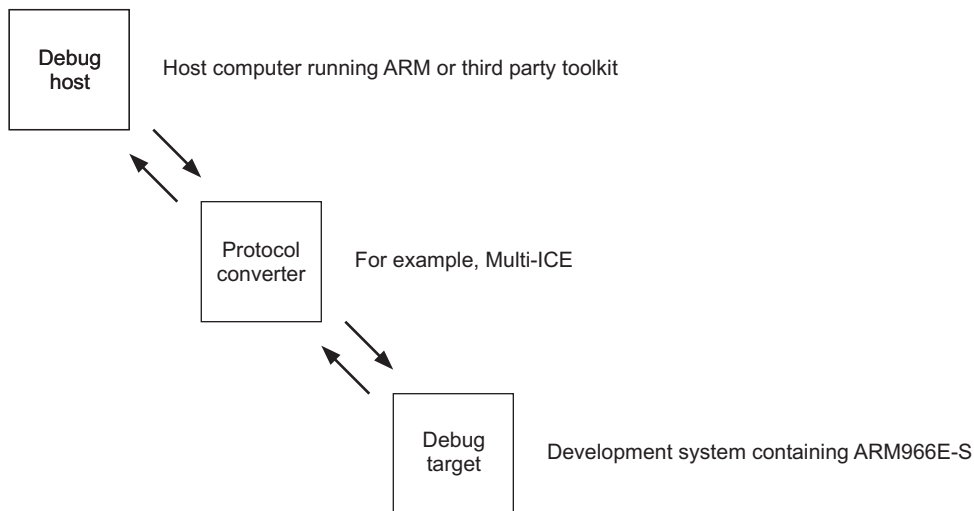 Debug
host
Host computer running ARM or third party toolkit
Protocol
converter
For example, Multi-ICE
Debug
target
Development system containing ARM966E-S